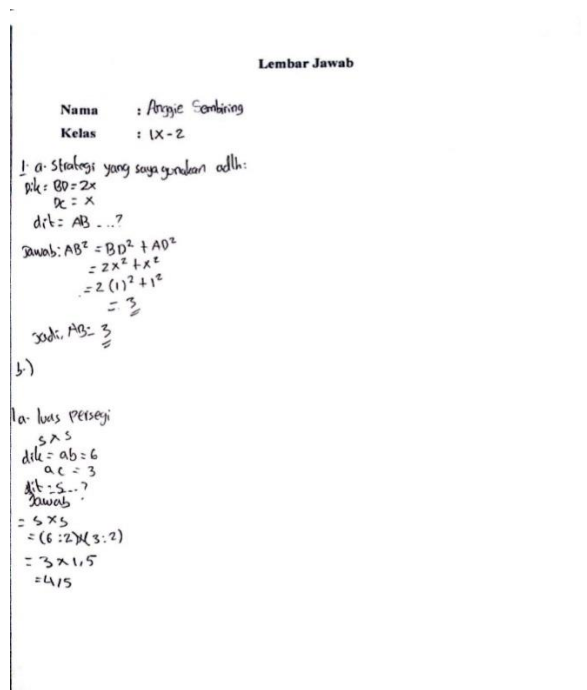 Lembar Jawab
Nama : Anggie Sembiring
Kelas : IX-2
1. a. Strategi yang saya gunakan adlh:
Dik = BD = 2x
DC = x
dit = AB ...?
Jawab: AB² = BD² + AD²
= 2x² + x²
= 2 (1)² + 1²
= 3
Jadi, AB = 3
b.)
1a. luas persegi
s x s
dik = ab = 6
ac = 3
dit = s...?
Jawab :
= s x s
= (6 : 2) x (3 : 2)
= 3 x 1,5
= 4,5